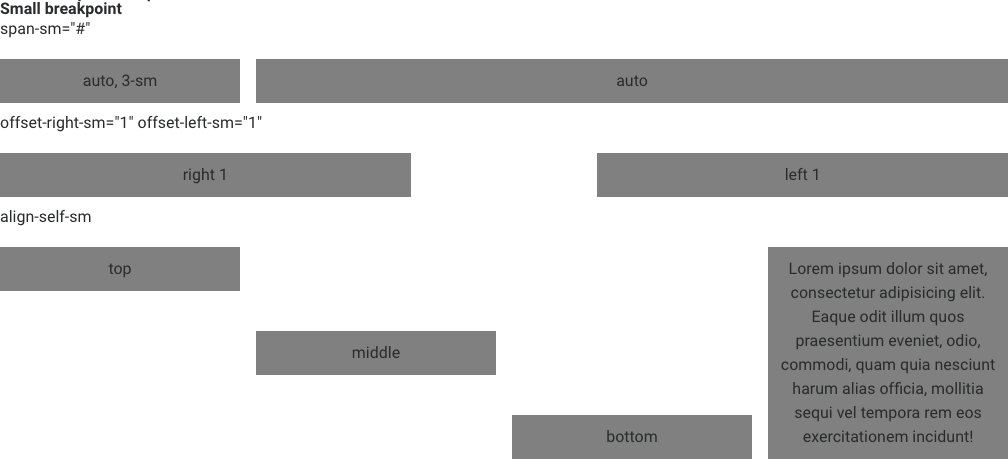 Small breakpoint
span-sm="#"
auto, 3-sm
auto
offset-right-sm="1" offset-left-sm="1"
right 1
left 1
align-self-sm
top
middle
bottom
Lorem ipsum dolor sit amet,
consectetur adipisicing elit.
Eaque odit illum quos
praesentium eveniet, odio,
commodi, quam quia nesciunt
harum alias officia, mollitia
sequi vel tempora rem eos
exercitationem incidunt!